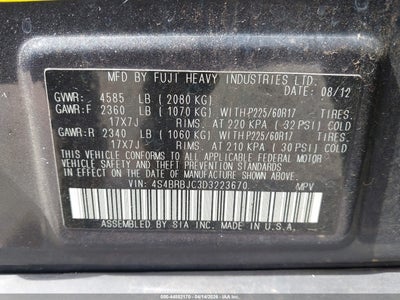 MFD BY FUJI HEAVY INDUSTRIES LTD.
DATE: 08/12
GVWR: 4585 LB (2080 KG)
GAWR:F 2360 LB (1070 KG) WITH P225/60R17 TIRES.
17X7J RIMS. AT 220 KPA (32 PSI) COLD
GAWR:R 2340 LB (1060 KG) WITH P225/60R17 TIRES.
17X7J RIMS. AT 210 KPA (30 PSI) COLD
THIS VEHICLE CONFORMS TO ALL APPLICABLE FEDERAL MOTOR
VEHICLE SAFETY AND BUMPER STANDARDS IN EFFECT ON THE
DATE OF MANUFACTURE SHOWN ABOVE.
VIN: 4S4BRBJC3D3223670 MPV
ASSEMBLED BY SIA INC. MADE IN U.S.A.